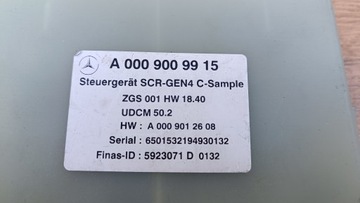 A 000 900 99 15
Steuergerät SCR-GEN4 C-Sample
ZGS 001 HW 18.40
UDCM 50.2
HW : A 000 901 26 08
Serial : 6501532194930132
Finas-ID : 5923071 D 0132